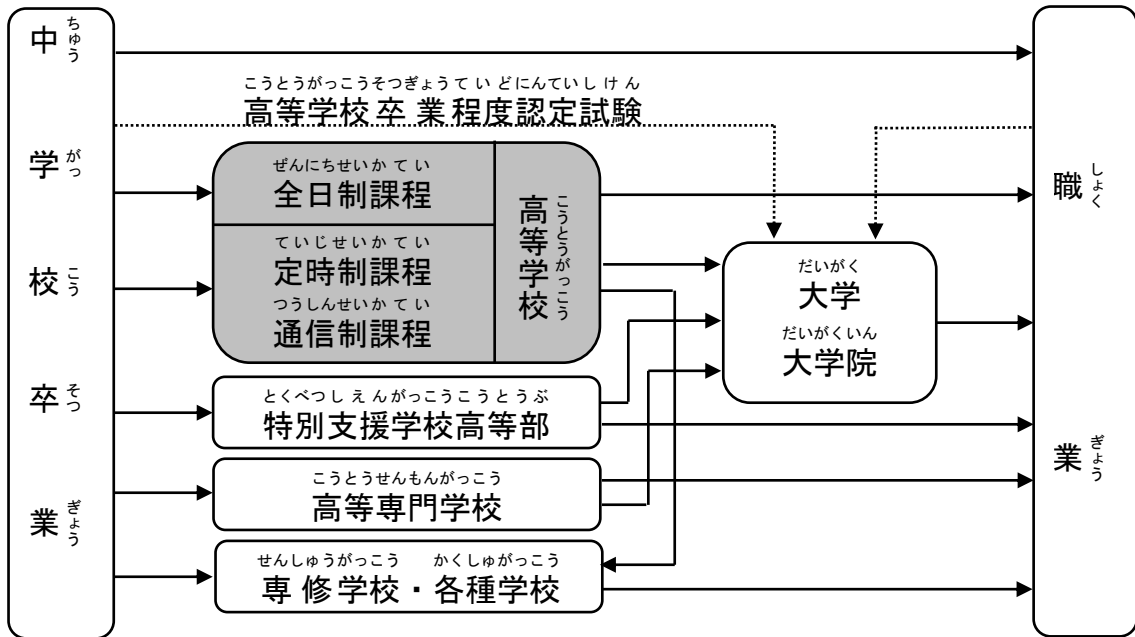 中学校卒業
ちゅうがっこうそつぎょう
こうとうがっこうそつぎょうていどにんていしけん
高等学校卒業程度認定試験
ぜんにちせいかてい
全日制課程
ていじせいかてい
定時制課程
つうしんせいかてい
通信制課程
高等学校
こうとうがっこう
とくべつしえんがっこうこうとうぶ
特別支援学校高等部
こうとうせんもんがっこう
高等専門学校
せんしゅうがっこう かくしゅがっこう
専修学校・各種学校
だいがく
大学
だいがくいん
大学院
職業
しょくぎょう